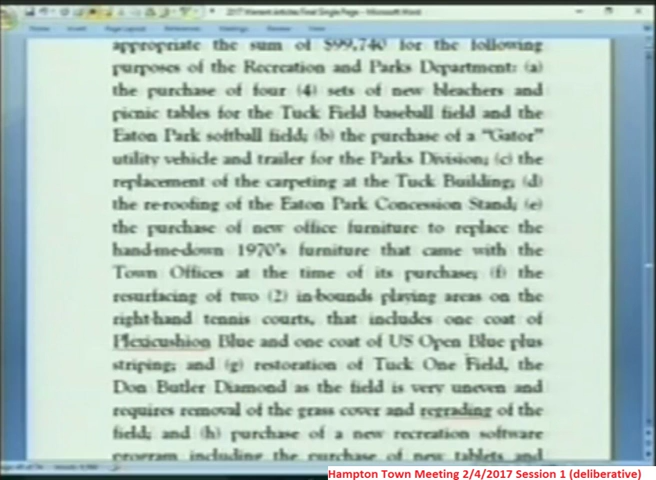 2017 Warrant Articles Final Single Page - Microsoft Word
appropriate the sum of $99,740 for the following
purposes of the Recreation and Parks Department: (a)
the purchase of four (4) sets of new bleachers and
picnic tables for the Tuck Field baseball field and the
Eaton Park softball field; (b) the purchase of a "Gator"
utility vehicle and trailer for the Parks Division; (c) the
replacement of the carpeting at the Tuck Building; (d)
the re-roofing of the Eaton Park Concession Stand; (e)
the purchase of new office furniture to replace the
hand-me-down 1970's furniture that came with the
Town Offices at the time of its purchase; (f) the
resurfacing of two (2) in-bounds playing areas on the
right-hand tennis courts, that includes one coat of
Plexicushion Blue and one coat of US Open Blue plus
striping; and (g) restoration of Tuck One Field, the
Don Butler Diamond as the field is very uneven and
requires removal of the grass cover and regrading of the
field; and (h) purchase of a new recreation software
program including the purchase of new tablets and
Hampton Town Meeting 2/4/2017 Session 1 (deliberative)